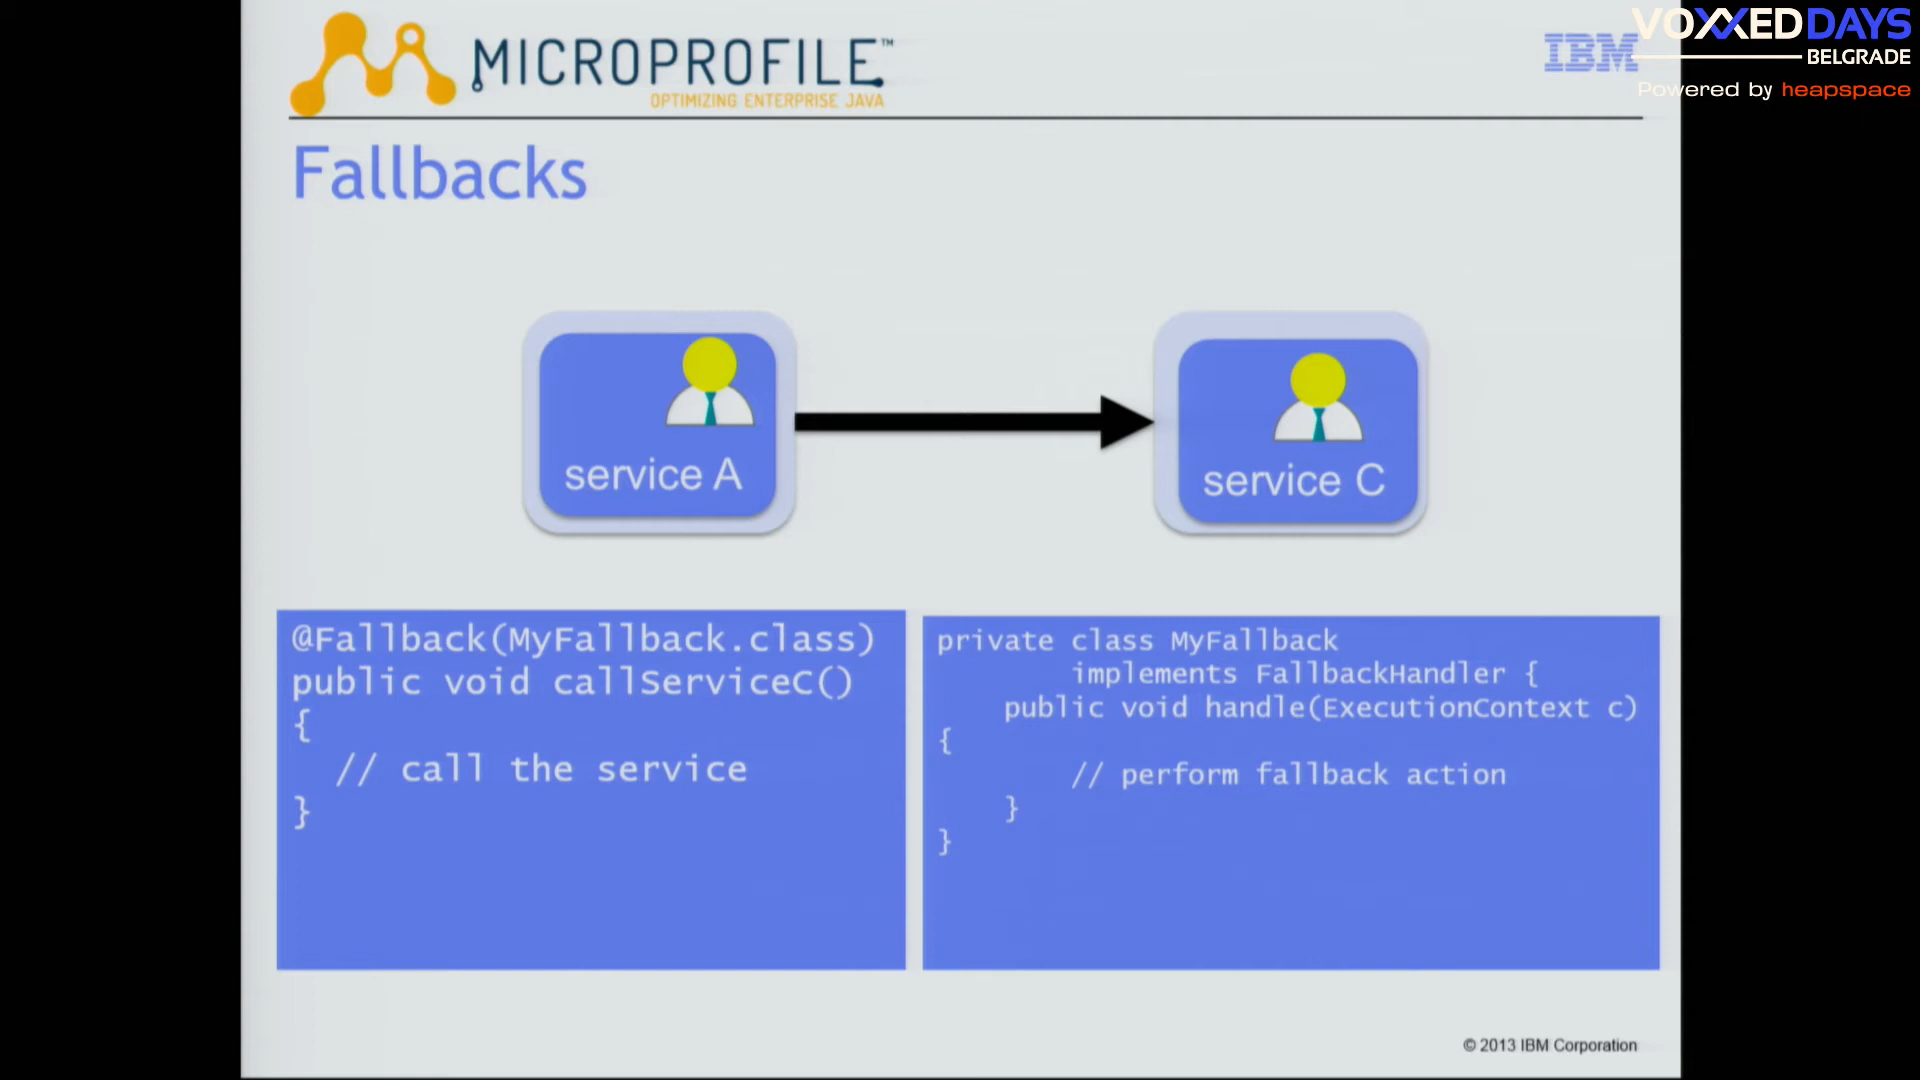 MICROPROFILE™
OPTIMIZING ENTERPRISE JAVA
IBM
VOXXED DAYS
BELGRADE
Powered by heapspace
Fallbacks
service A
service C
@Fallback(MyFallback.class)
public void callServiceC()
{
// call the service
}
private class MyFallback
implements FallbackHandler {
public void handle(ExecutionContext c)
{
// perform fallback action
}
}
© 2013 IBM Corporation